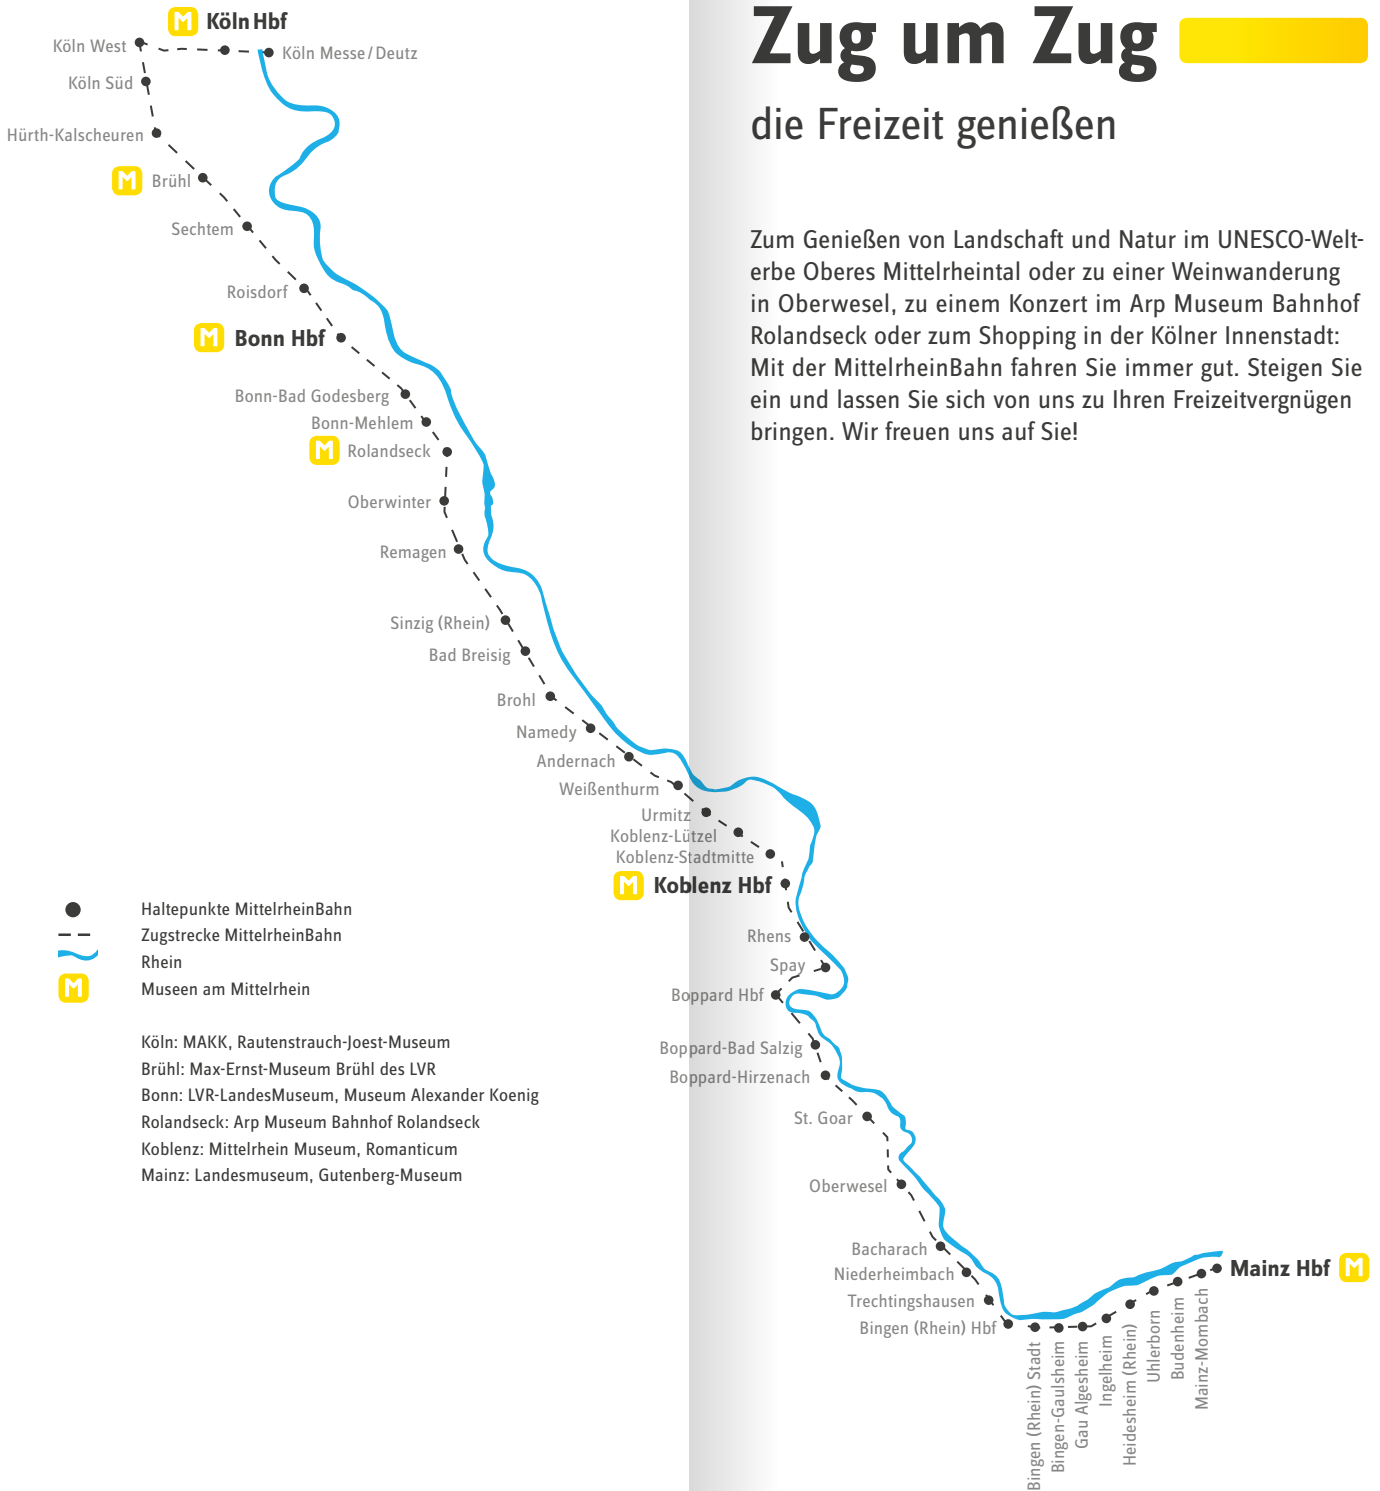 M Köln Hbf
Köln West
Köln Messe / Deutz
Köln Süd
Hürth-Kalscheuren
M Brühl
Sechtem
Roisdorf
M Bonn Hbf
Bonn-Bad Godesberg
Bonn-Mehlem
M Rolandseck
Oberwinter
Remagen
Sinzig (Rhein)
Bad Breisig
Brohl
Namedy
Andernach
Weißenthurm
Urmitz
Koblenz-Lützel
Koblenz-Stadtmitte
M Koblenz Hbf
Rhens
Spay
Boppard Hbf
Boppard-Bad Salzig
Boppard-Hirzenach
St. Goar
Oberwesel
Bacharach
Niederheimbach
Trechtingshausen
Bingen (Rhein) Hbf
Bingen (Rhein) Stadt
Bingen-Gaulsheim
Gau Algesheim
Ingelheim
Heidesheim (Rhein)
Uhlerborn
Budenheim
Mainz-Mombach
Mainz Hbf M
Haltepunkte MittelrheinBahn
Zugstrecke MittelrheinBahn
Rhein
M Museen am Mittelrhein
Köln: MAKK, Rautenstrauch-Joest-Museum
Brühl: Max-Ernst-Museum Brühl des LVR
Bonn: LVR-LandesMuseum, Museum Alexander Koenig
Rolandseck: Arp Museum Bahnhof Rolandseck
Koblenz: Mittelrhein Museum, Romanticum
Mainz: Landesmuseum, Gutenberg-Museum
Zug um Zug
die Freizeit genießen
Zum Genießen von Landschaft und Natur im UNESCO-Welt-
erbe Oberes Mittelrheintal oder zu einer Weinwanderung
in Oberwesel, zu einem Konzert im Arp Museum Bahnhof
Rolandseck oder zum Shopping in der Kölner Innenstadt:
Mit der MittelrheinBahn fahren Sie immer gut. Steigen Sie
ein und lassen Sie sich von uns zu Ihren Freizeitvergnügen
bringen. Wir freuen uns auf Sie!